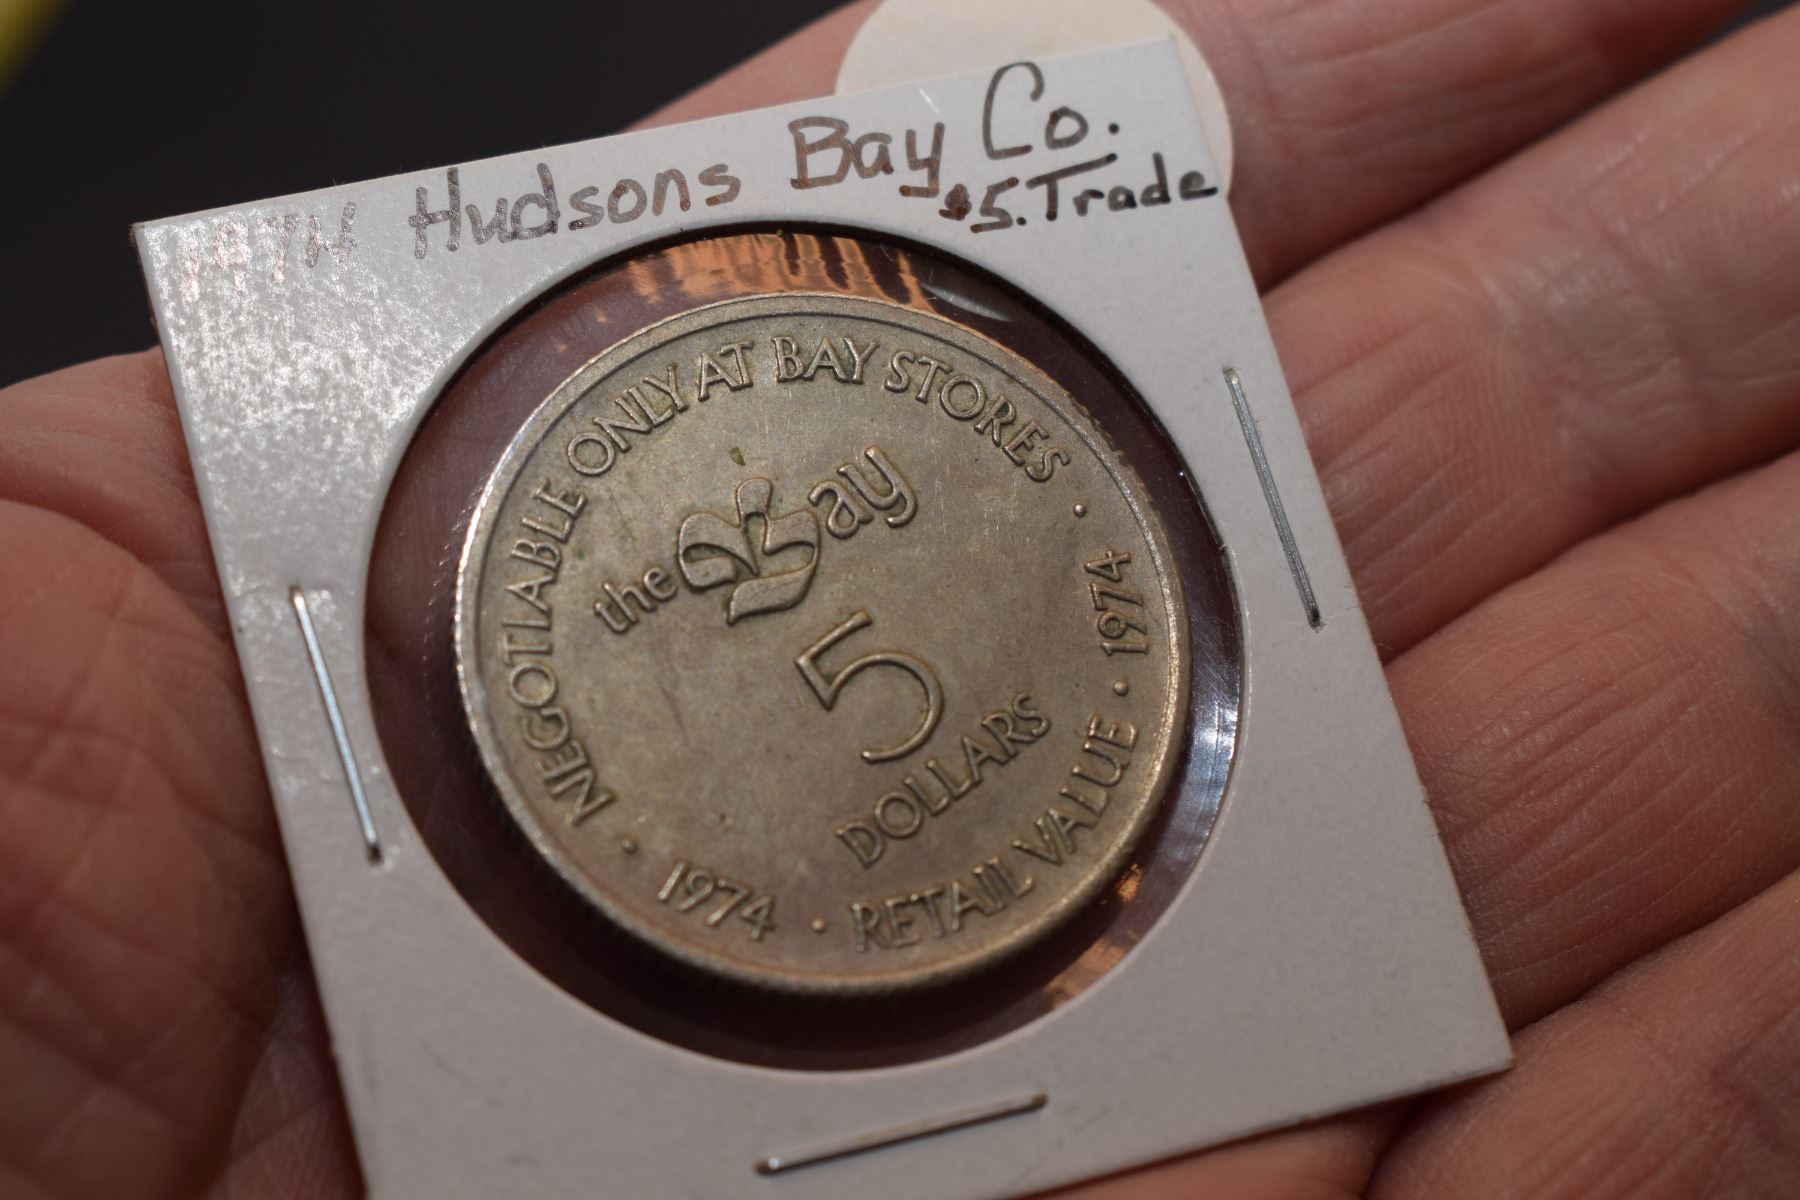 1974 Hudsons Bay Co.
$5. Trade
NEGOTIABLE ONLY AT BAY STORES · 1974 ·
the Bay
5
DOLLARS
· 1974 · RETAIL VALUE